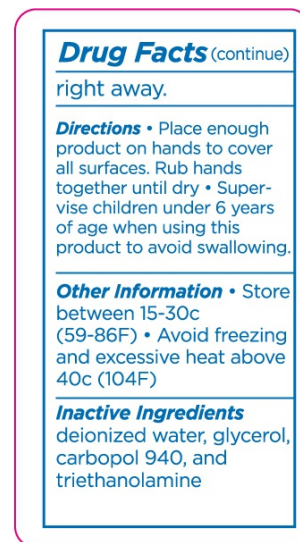 Drug Facts (continue)
right away.
Directions • Place enough
product on hands to cover
all surfaces. Rub hands
together until dry • Super-
vise children under 6 years
of age when using this
product to avoid swallowing.
Other Information • Store
between 15-30c
(59-86F) • Avoid freezing
and excessive heat above
40c (104F)
Inactive Ingredients
deionized water, glycerol,
carbopol 940, and
triethanolamine